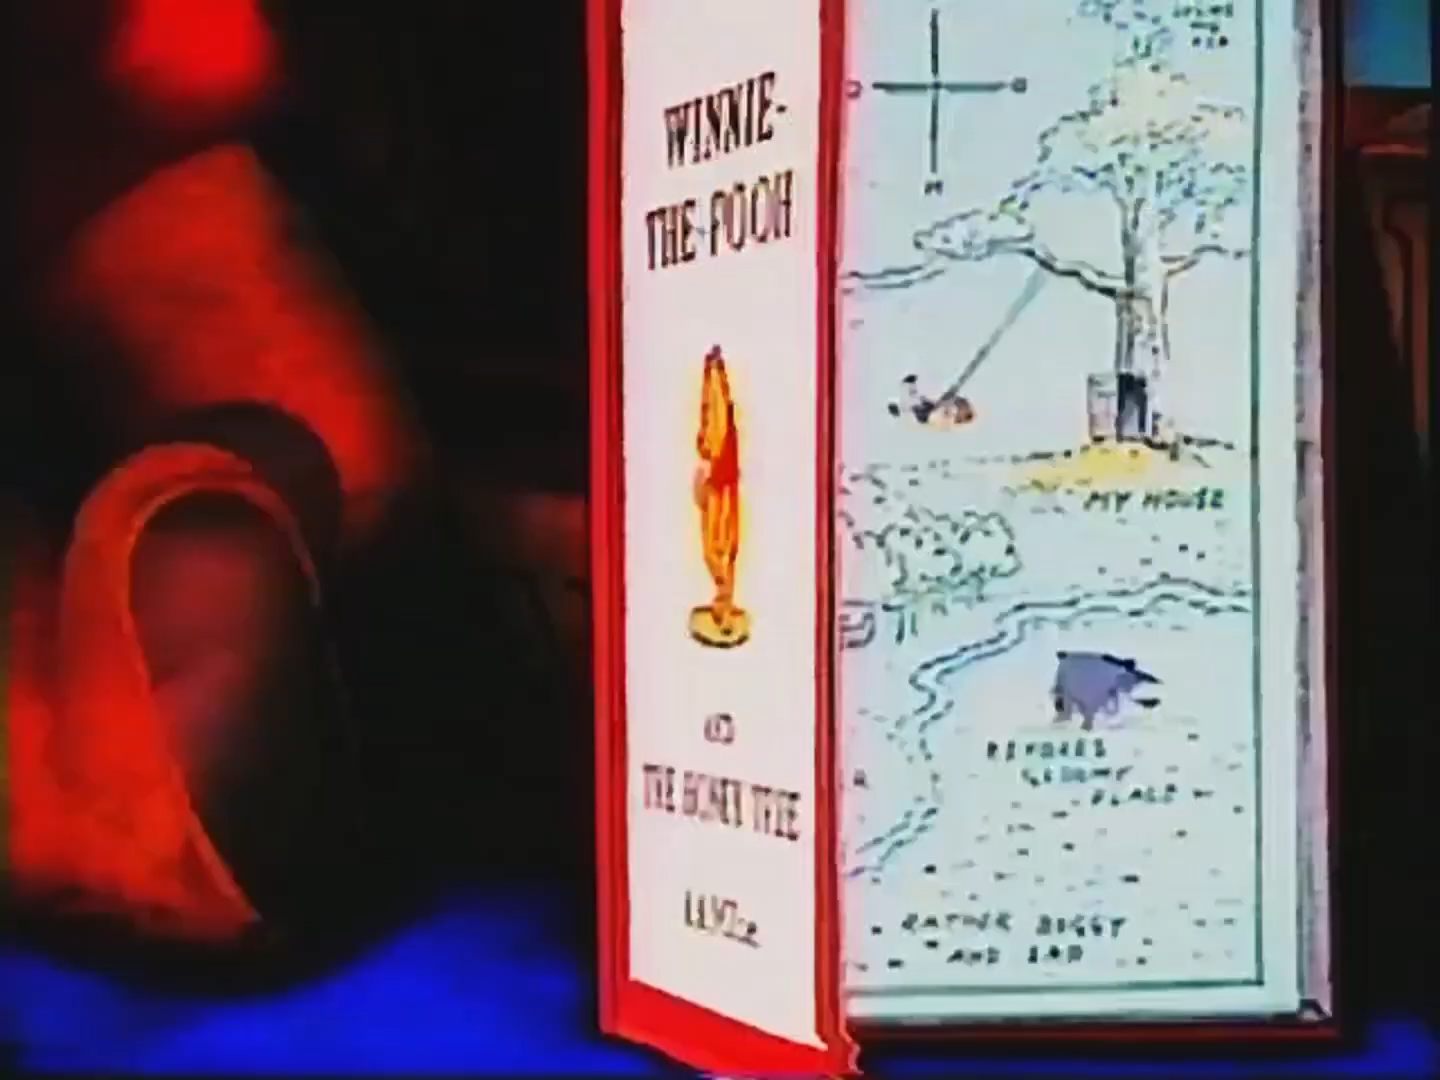 WINNIE-
THE-POOH
AND
THE HONEY TREE
MY HOUSE
EEYORES
GLOOMY
PLACE
RATHER BOGGY
AND SAD